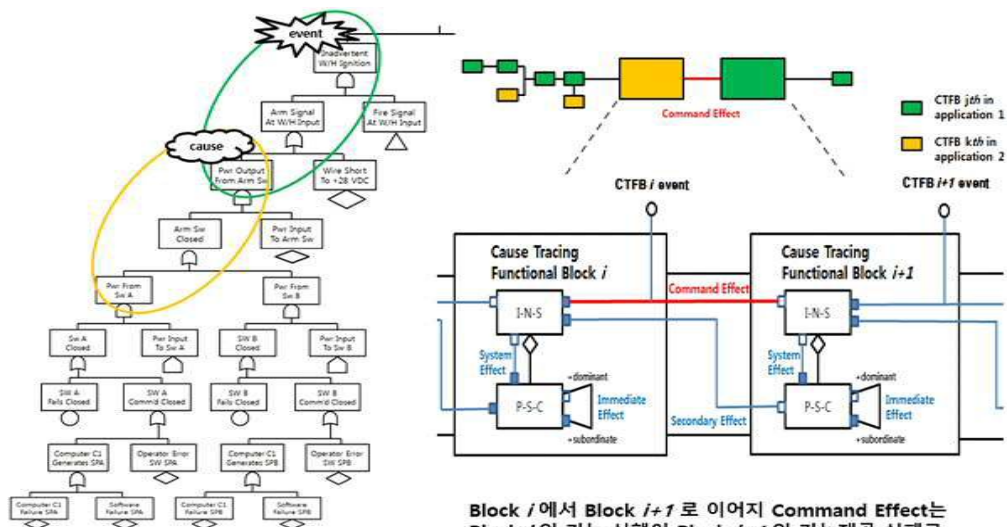 event
Inadvertent
W/H Ignition
Arm Signal
At W/H Input
Fire Signal
At W/H Input
cause
Pwr Output
From Arm Sw
Wire Short
To +28 VDC
Arm Sw
Closed
Pwr Input
To Arm Sw
Pwr From
Sw A
Pwr From
Sw B
Sw A
Closed
Pwr Input
To Sw A
SW B
Closed
Pwr Input
To Sw B
SW A
Fails Closed
SW A
Comm'd Closed
SW B
Fails Closed
SW B
Comm'd Closed
Computer C1
Generates SPA
Operator Error
SW SPA
Computer C1
Generates SPB
Operator Error
SW SPB
Computer C1
Failure SPA
Software
Failure SPA
Computer C1
Failure SPB
Software
Failure SPB
Command Effect
CTFB jth in
application 1
CTFB kth in
application 2
CTFB i event
CTFB i+1 event
Cause Tracing
Functional Block i
Cause Tracing
Functional Block i+1
Command Effect
I-N-S
I-N-S
System
Effect
System
Effect
+dominant
+dominant
P-S-C
Immediate
Effect
Secondary Effect
P-S-C
Immediate
Effect
+subordinate
+subordinate
Block i 에서 Block i+1 로 이어지 Command Effect는